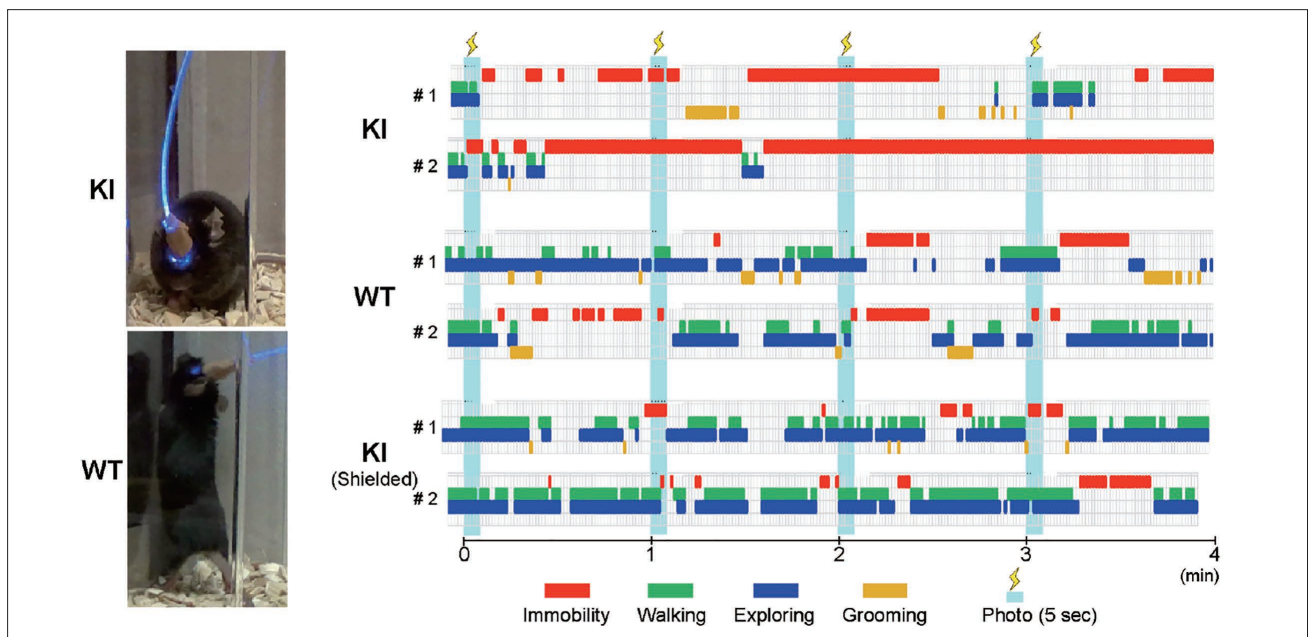 KI
WT
KI
# 1
# 2
WT
# 1
# 2
KI
(Shielded)
# 1
# 2
0 1 2 3 4
(min)
Immobility Walking Exploring Grooming Photo (5 sec)